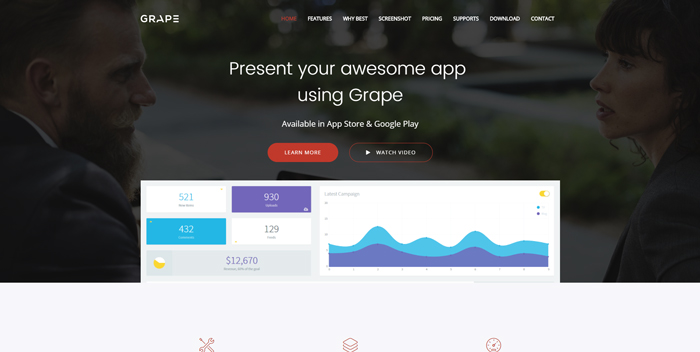 GRAPE
HOME FEATURES WHY BEST SCREENSHOT PRICING SUPPORTS DOWNLOAD CONTACT
Present your awesome app
using Grape
Available in App Store & Google Play
LEARN MORE
WATCH VIDEO
521
930
432
129
$12,670
Latest Campaign